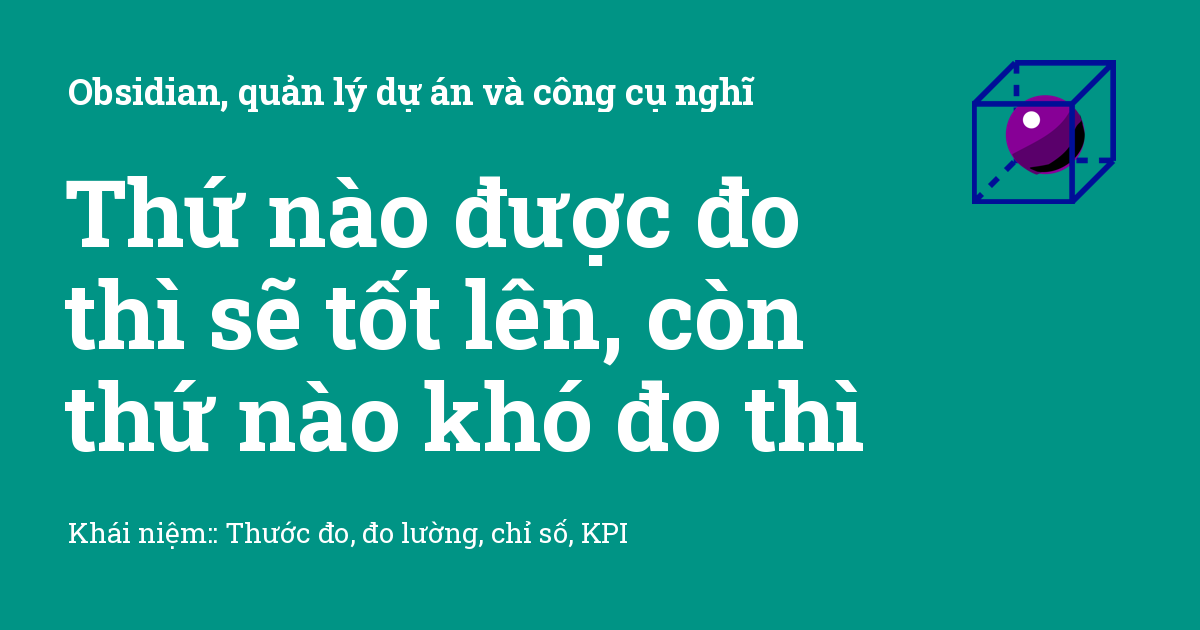 Obsidian, quản lý dự án và công cụ nghĩ
Thứ nào được đo
thì sẽ tốt lên, còn
thứ nào khó đo thì
Khái niệm:: Thước đo, đo lường, chỉ số, KPI